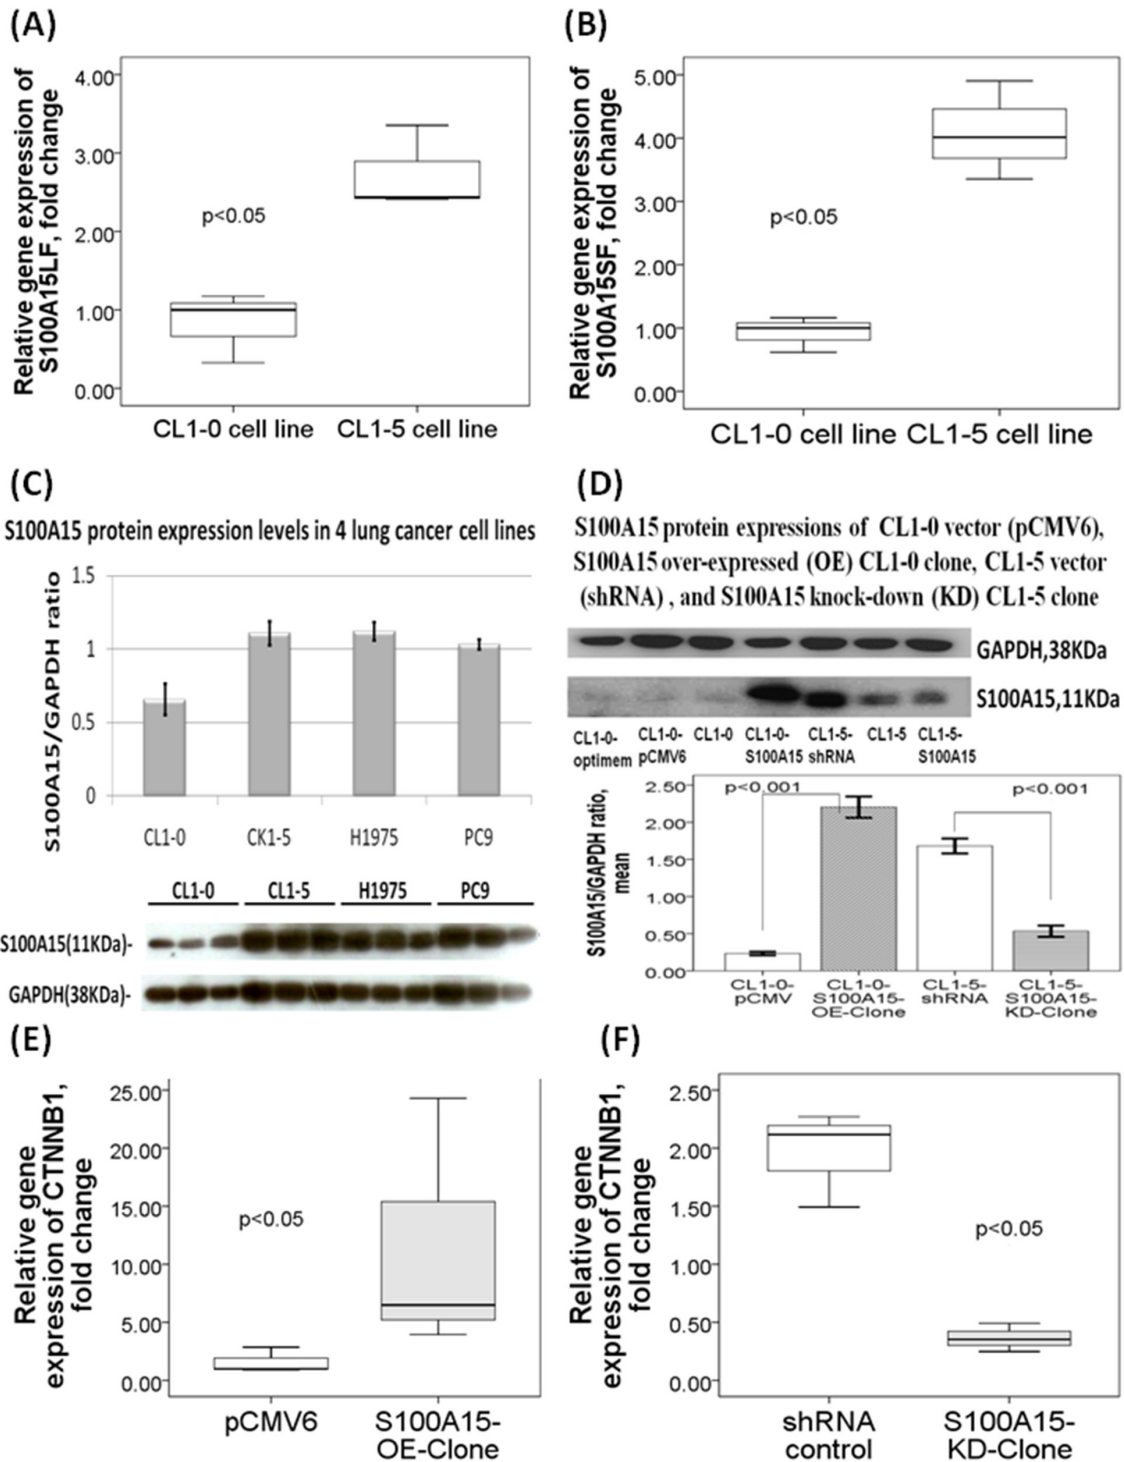 (A)
Relative gene expression of
S100A15LF, fold change
4.00
3.00
2.00
1.00
0.00
p<0.05
CL1-0 cell line CL1-5 cell line
(B)
Relative gene expression of
S100A15SF, fold change
5.00
4.00
3.00
2.00
1.00
0.00
p<0.05
CL1-0 cell line CL1-5 cell line
(C)
S100A15 protein expression levels in 4 lung cancer cell lines
S100A15/GAPDH ratio
1.5
1
0.5
0
CL1-0 CK1-5 H1975 PC9
CL1-0 CL1-5 H1975 PC9
S100A15(11KDa)-
GAPDH(38KDa)-
(D)
S100A15 protein expressions of CL1-0 vector (pCMV6),
S100A15 over-expressed (OE) CL1-0 clone, CL1-5 vector
(shRNA) , and S100A15 knock-down (KD) CL1-5 clone
GAPDH,38KDa
S100A15,11KDa
CL1-0- CL1-0- CL1-0 CL1-0- CL1-5- CL1-5 CL1-5-
optimem pCMV6 S100A15 shRNA S100A15
S100A15/GAPDH ratio,
mean
2.50
2.00
1.50
1.00
0.50
0.00
p<0.001 p<0.001
CL1-0- CL1-0- CL1-5- CL1-5-
pCMV S100A15- shRNA S100A15-
OE-Clone KD-Clone
(E)
Relative gene
expression of CTNNB1,
fold change
25.00
20.00
15.00
10.00
5.00
0.00
p<0.05
pCMV6 S100A15-
OE-Clone
(F)
Relative gene
expression of CTNNB1,
fold change
2.50
2.00
1.50
1.00
0.50
0.00
p<0.05
shRNA S100A15-
control KD-Clone